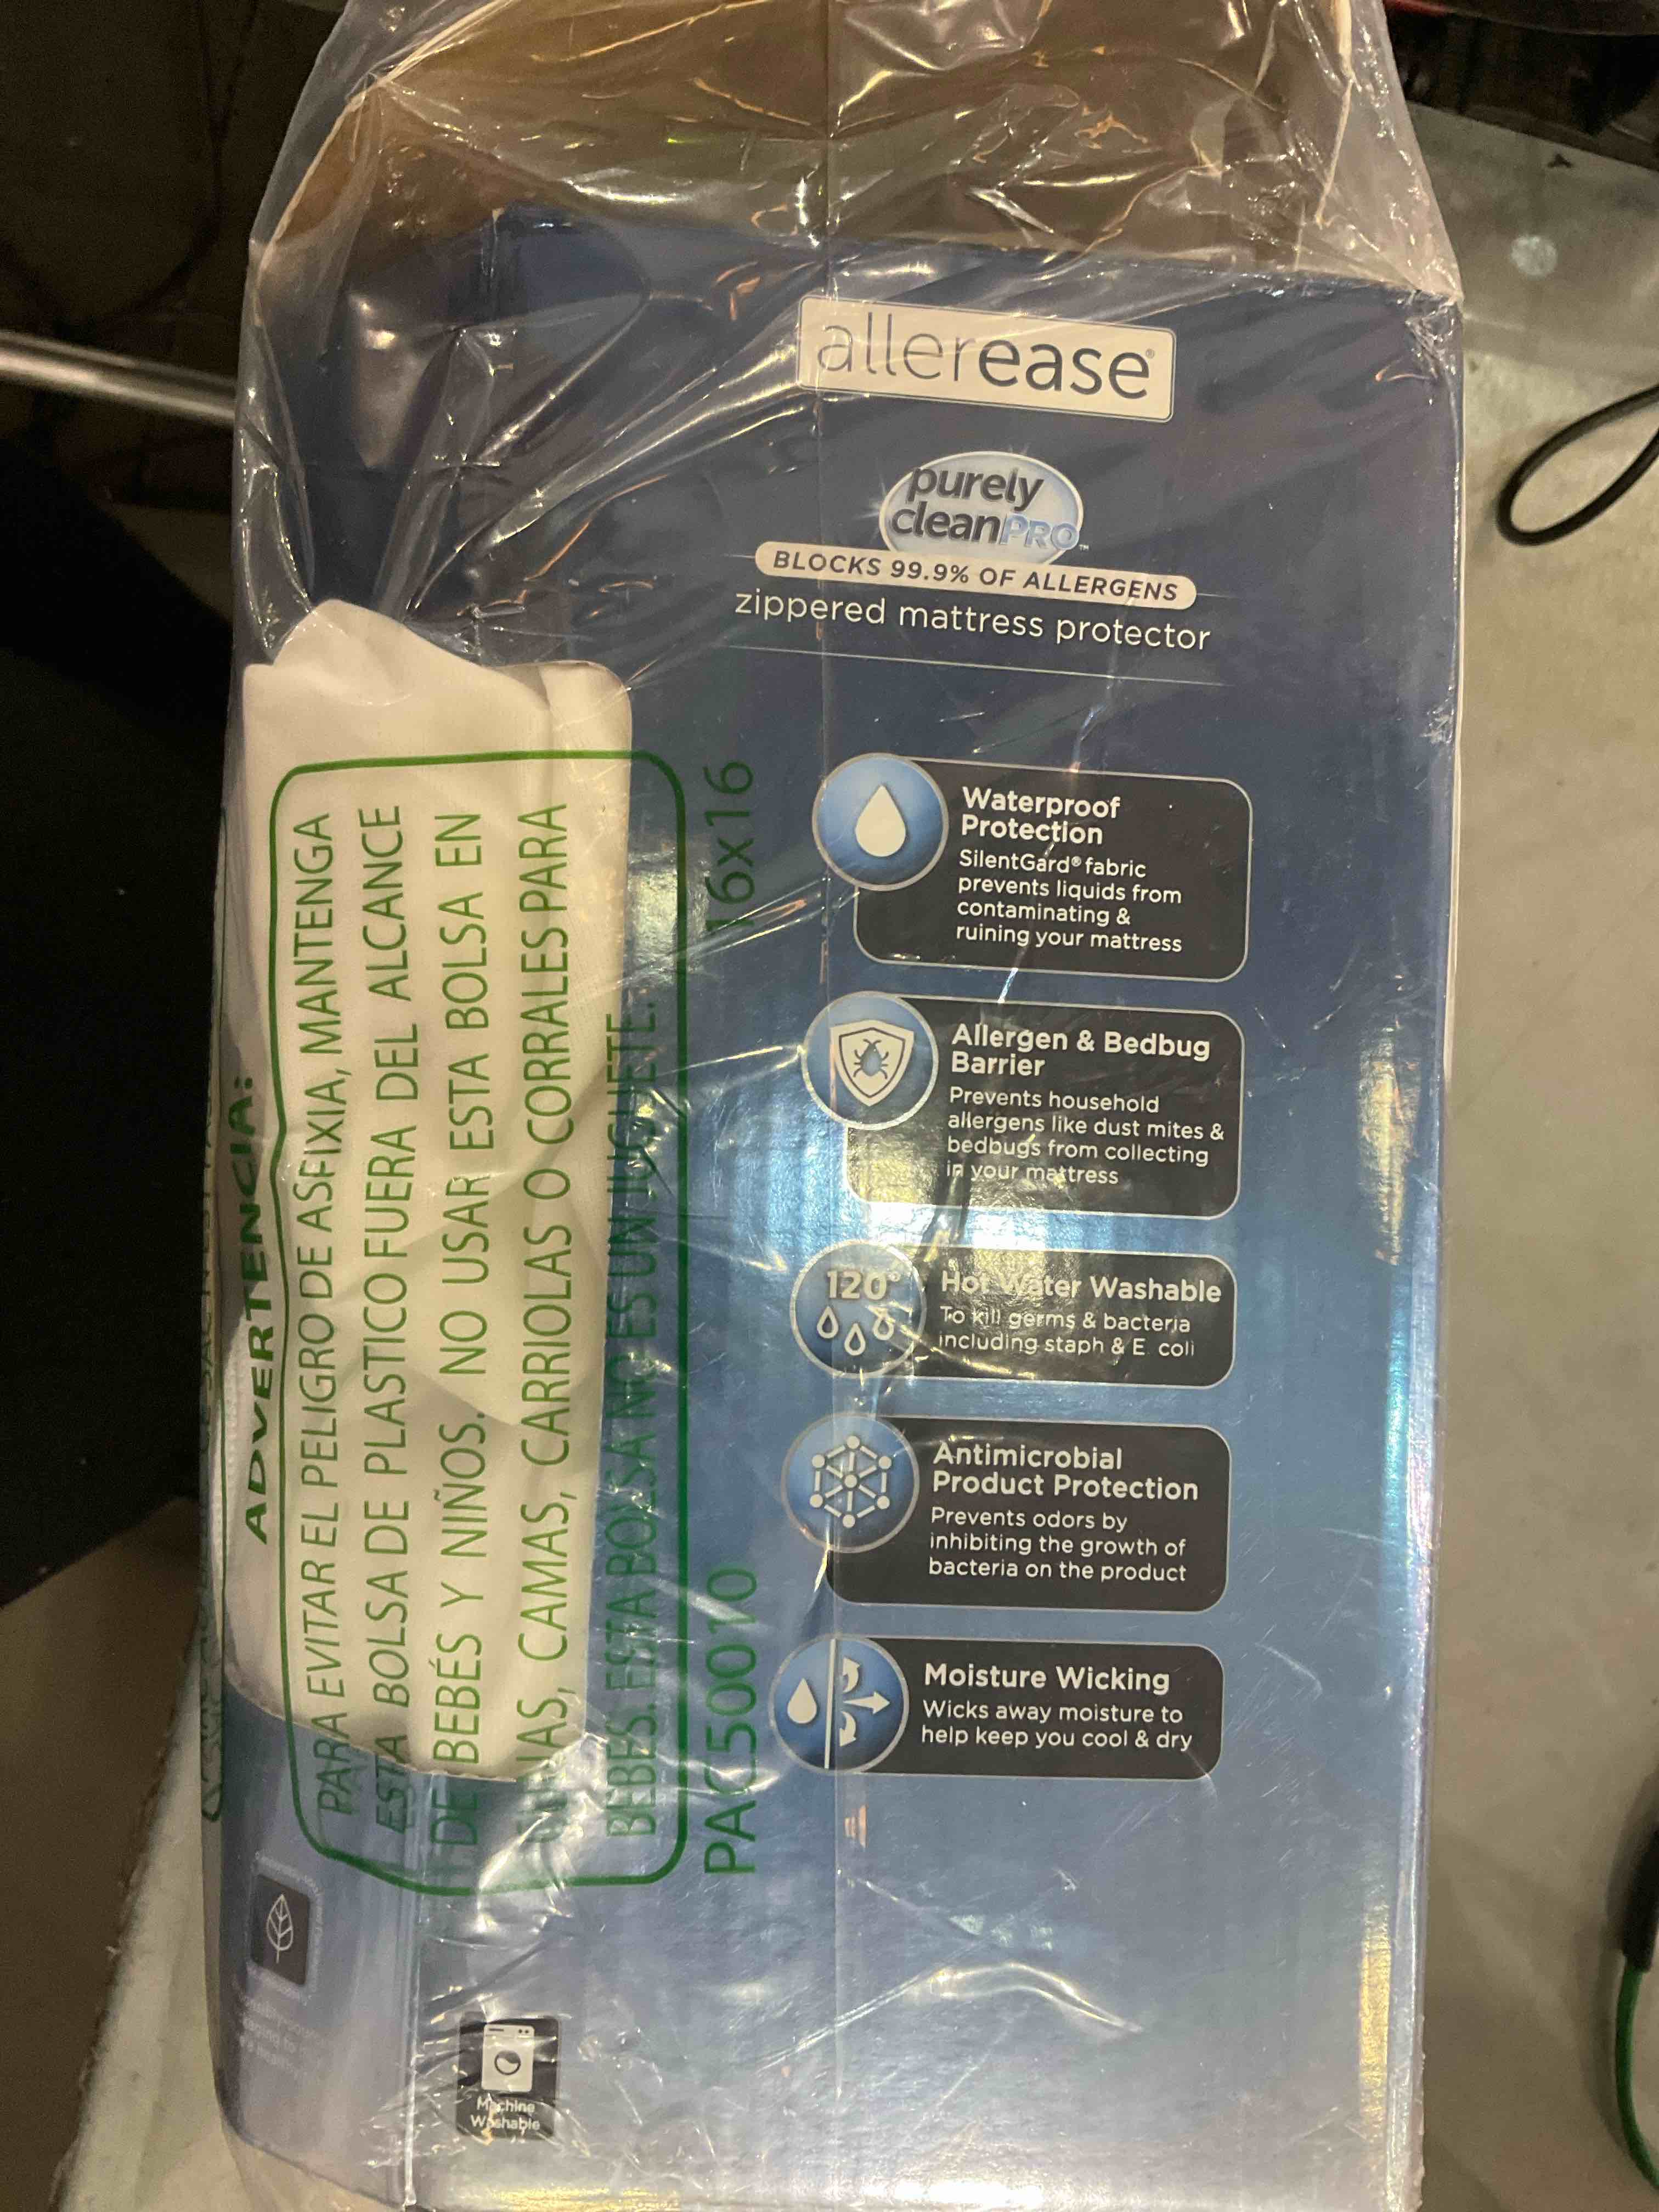 allerease®
purely
cleanPRO™
BLOCKS 99.9% OF ALLERGENS
zippered mattress protector
Waterproof
Protection
SilentGard® fabric
prevents liquids from
contaminating &
ruining your mattress
Allergen & Bedbug
Barrier
Prevents household
allergens like dust mites &
bedbugs from collecting
in your mattress
120°
Hot Water Washable
To kill germs & bacteria
including staph & E. coli
Antimicrobial
Product Protection
Prevents odors by
inhibiting the growth of
bacteria on the product
Moisture Wicking
Wicks away moisture to
help keep you cool & dry
Machine
Washable
ADVERTENCIA:
PARA EVITAR EL PELIGRO DE ASFIXIA, MANTENGA
ESTA BOLSA DE PLASTICO FUERA DEL ALCANCE
DE BEBÉS Y NIÑOS. NO USAR ESTA BOLSA EN
CUNAS, CAMAS, CARRIOLAS O CORRALES PARA
BEBES. ESTA BOLSA NO ES UN JUGUETE.
PAC50010 16x16